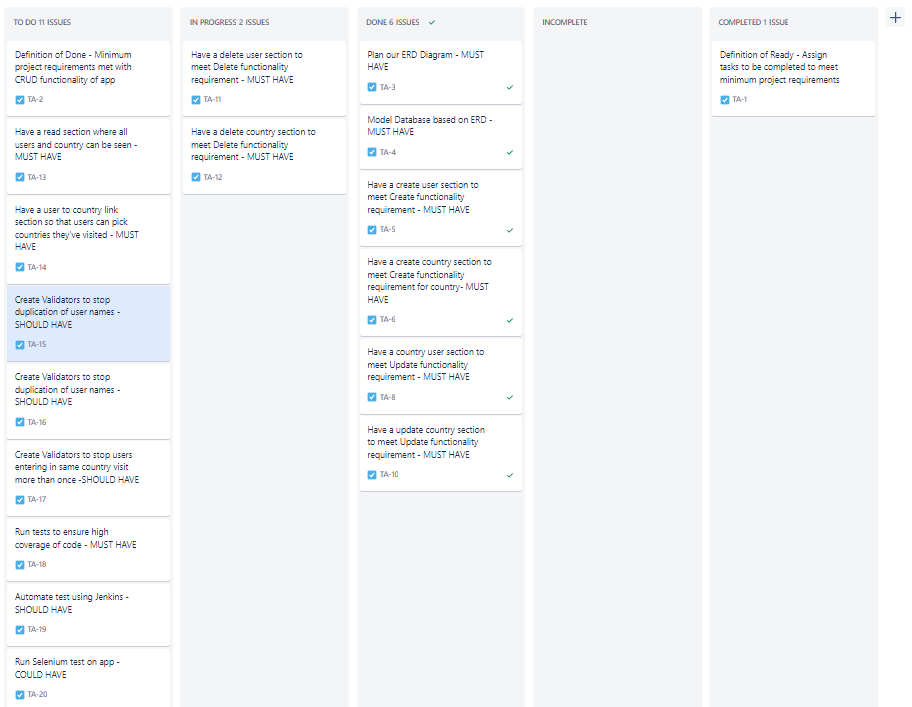 TO DO 11 ISSUES
Definition of Done - Minimum
project requirements met with
CRUD functionality of app
TA-2
Have a read section where all
users and country can be seen -
MUST HAVE
TA-13
Have a user to country link
section so that users can pick
countries they've visited - MUST
HAVE
TA-14
Create Validators to stop
duplication of user names -
SHOULD HAVE
TA-15
Create Validators to stop
duplication of user names -
SHOULD HAVE
TA-16
Create Validators to stop users
entering in same country visit
more than once -SHOULD HAVE
TA-17
Run tests to ensure high
coverage of code - MUST HAVE
TA-18
Automate test using Jenkins -
SHOULD HAVE
TA-19
Run Selenium test on app -
COULD HAVE
TA-20
IN PROGRESS 2 ISSUES
Have a delete user section to
meet Delete functionality
requirement - MUST HAVE
TA-11
Have a delete country section to
meet Delete functionality
requirement - MUST HAVE
TA-12
DONE 6 ISSUES
Plan our ERD Diagram - MUST
HAVE
TA-3
Model Database based on ERD -
MUST HAVE
TA-4
Have a create user section to
meet Create functionality
requirement - MUST HAVE
TA-5
Have a create country section to
meet Create functionality
requirement for country- MUST
HAVE
TA-6
Have a country user section to
meet Update functionality
requirement - MUST HAVE
TA-8
Have a update country section
to meet Update functionality
requirement - MUST HAVE
TA-10
INCOMPLETE
COMPLETED 1 ISSUE
Definition of Ready - Assign
tasks to be completed to meet
minimum project requirements
TA-1